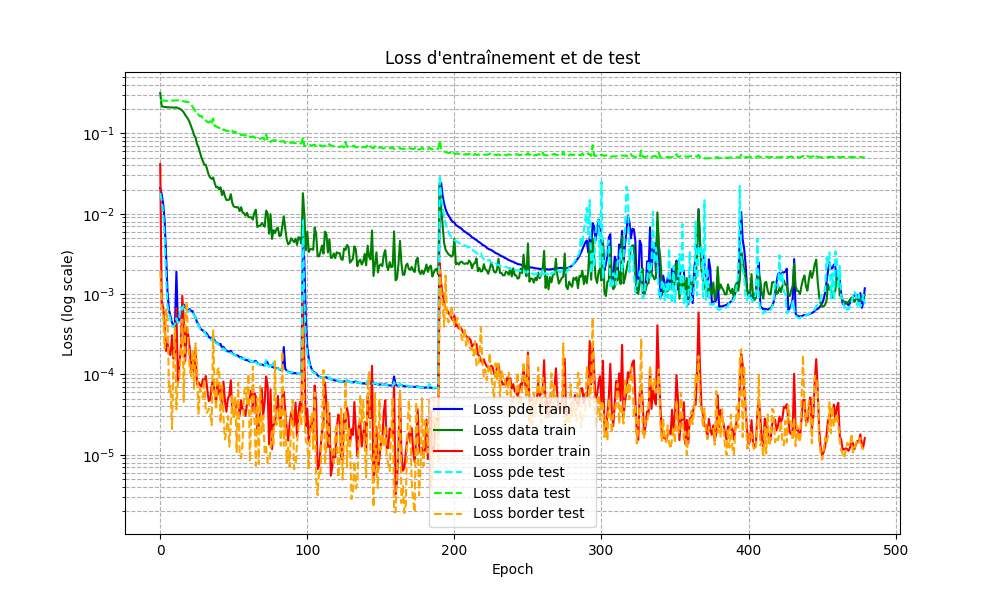 Loss d'entraînement et de test
Loss (log scale)
10⁻¹
10⁻²
10⁻³
10⁻⁴
10⁻⁵
Loss pde train
Loss data train
Loss border train
Loss pde test
Loss data test
Loss border test
0 100 200 300 400 500
Epoch